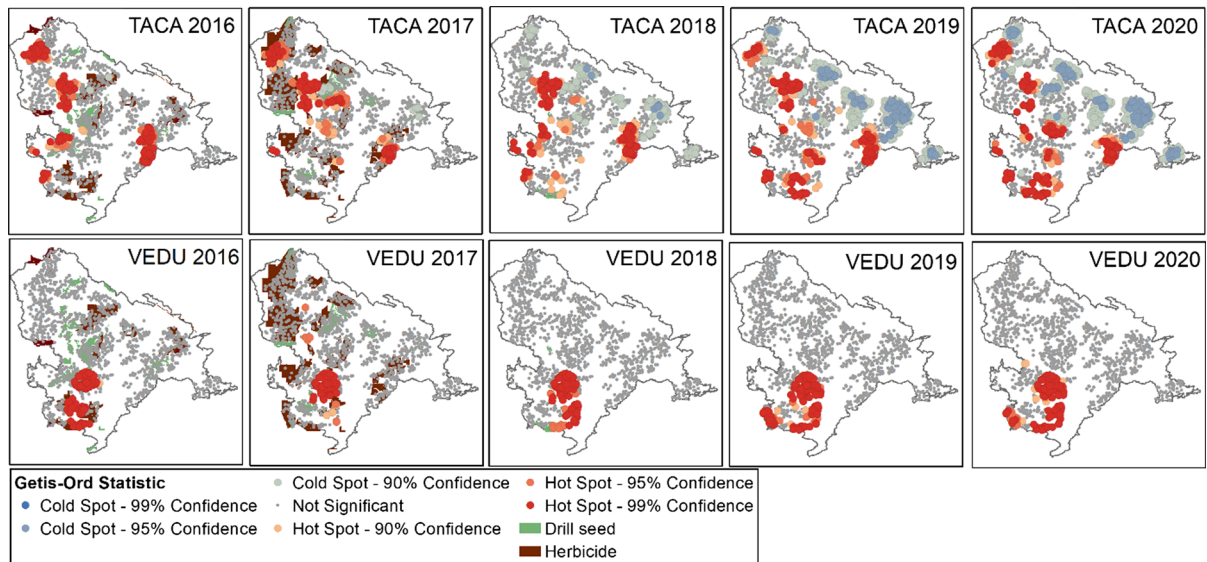 TACA 2016
TACA 2017
TACA 2018
TACA 2019
TACA 2020
VEDU 2016
VEDU 2017
VEDU 2018
VEDU 2019
VEDU 2020
Getis-Ord Statistic
Cold Spot - 99% Confidence
Cold Spot - 95% Confidence
Cold Spot - 90% Confidence
Not Significant
Hot Spot - 90% Confidence
Hot Spot - 95% Confidence
Hot Spot - 99% Confidence
Drill seed
Herbicide